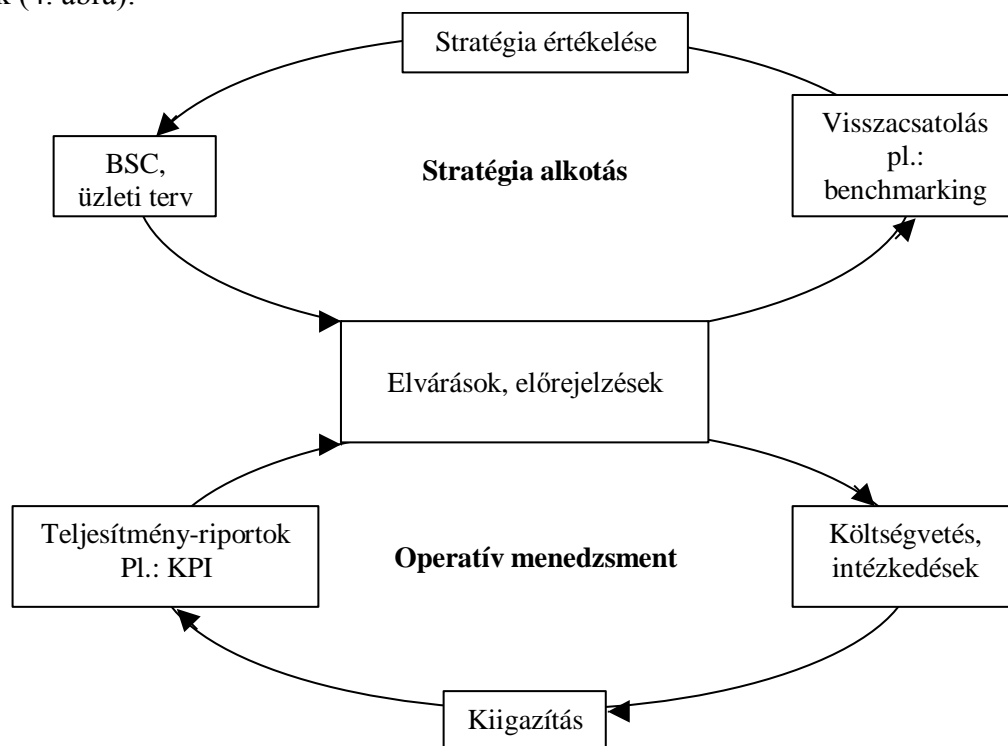 (4. ábra).
Stratégia értékelése
Visszacsatolás
pl.:
benchmarking
BSC,
üzleti terv
Stratégia alkotás
Elvárások, előrejelzések
Teljesítmény-riportok
Pl.: KPI
Operatív menedzsment
Költségvetés,
intézkedések
Kiigazítás